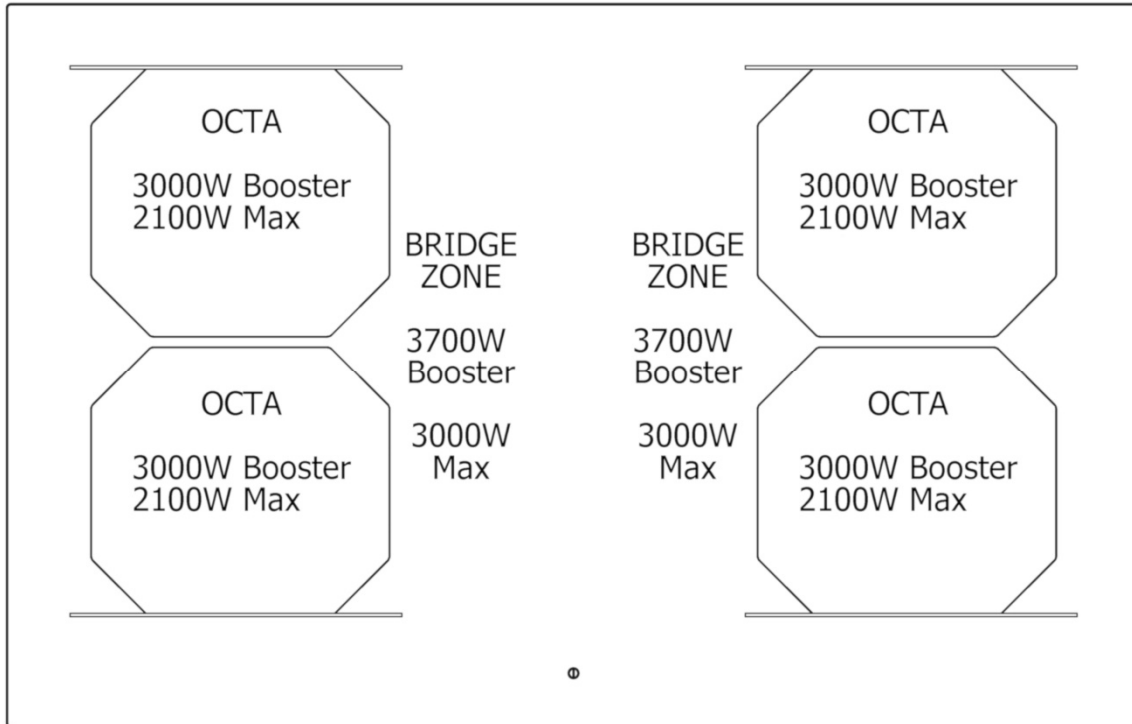 OCTA
3000W Booster
2100W Max
BRIDGE
ZONE
3700W
Booster
3000W
Max
OCTA
3000W Booster
2100W Max
OCTA
3000W Booster
2100W Max
BRIDGE
ZONE
3700W
Booster
3000W
Max
OCTA
3000W Booster
2100W Max